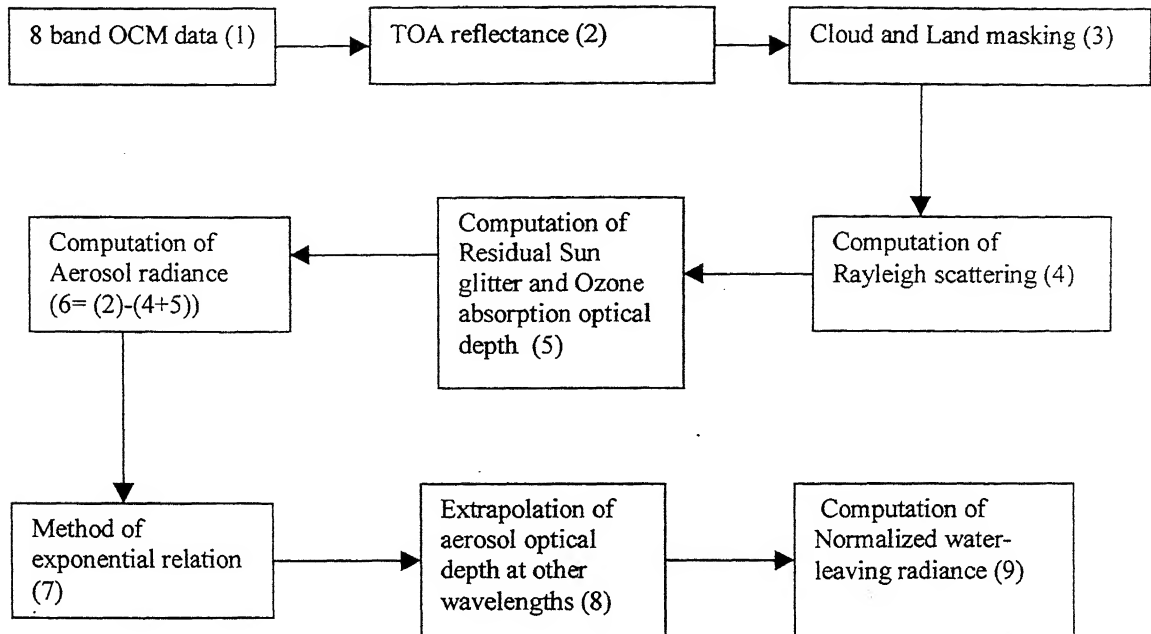 8 band OCM data (1)
TOA reflectance (2)
Cloud and Land masking (3)
Computation of
Rayleigh scattering (4)
Computation of
Residual Sun
glitter and Ozone
absorption optical
depth (5)
Computation of
Aerosol radiance
(6= (2)-(4+5))
Method of
exponential relation
(7)
Extrapolation of
aerosol optical
depth at other
wavelengths (8)
Computation of
Normalized water-
leaving radiance (9)